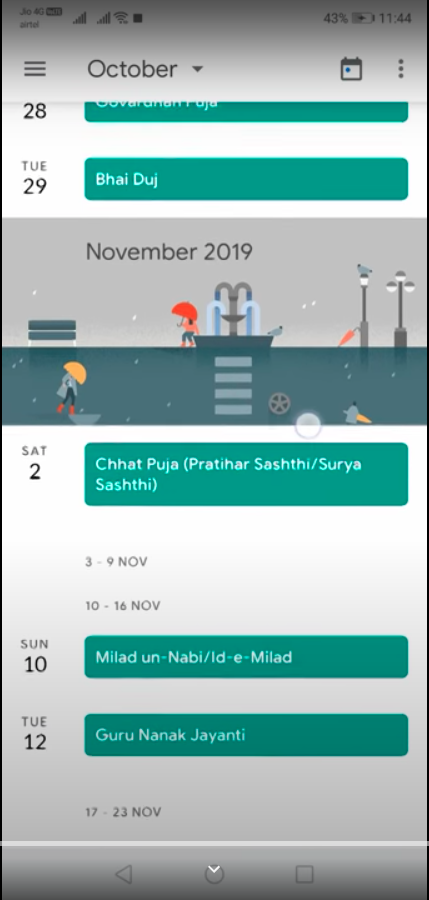 Jio 4G VoLTE
airtel
43% 11:44
October
28
Govardhan Puja
TUE
29
Bhai Duj
November 2019
SAT
2
Chhat Puja (Pratihar Sashthi/Surya
Sashthi)
3 - 9 NOV
10 - 16 NOV
SUN
10
Milad un-Nabi/Id-e-Milad
TUE
12
Guru Nanak Jayanti
17 - 23 NOV